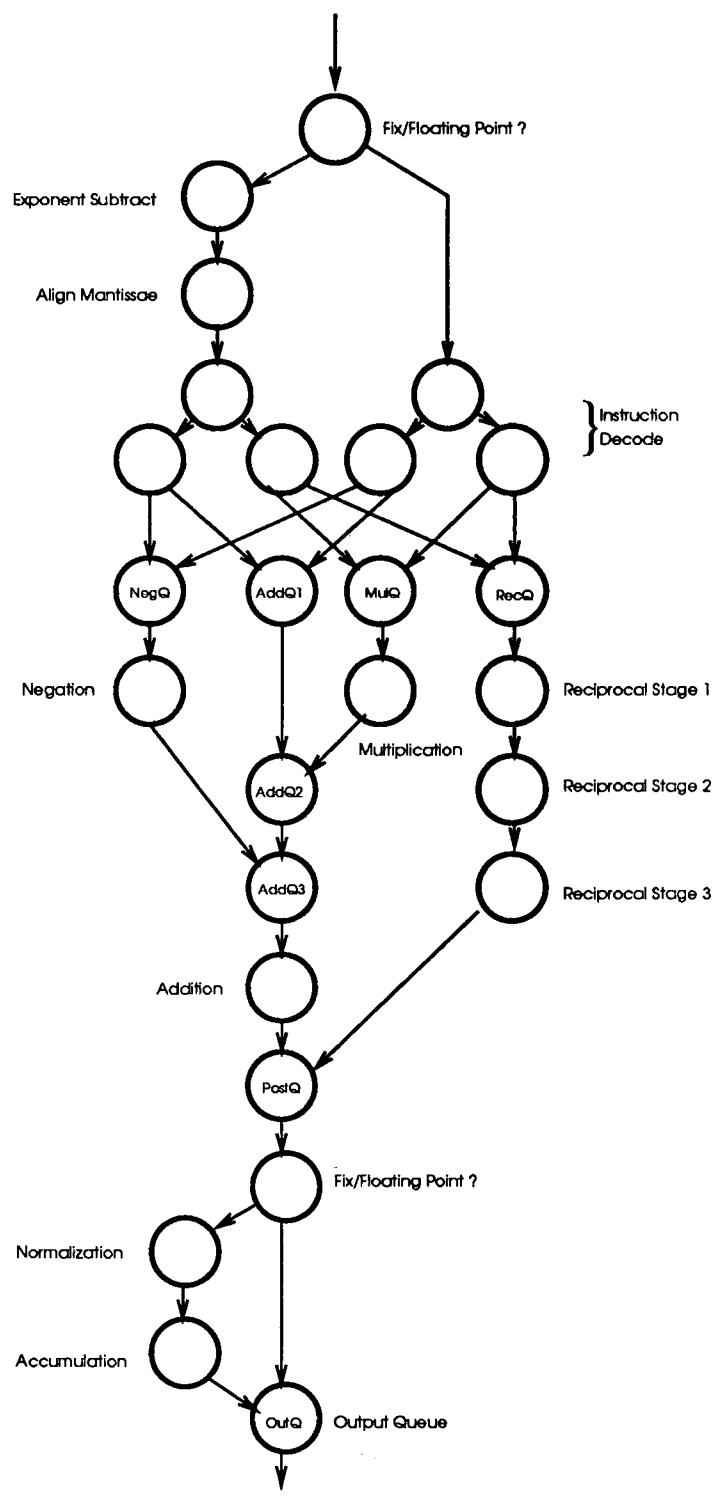 Fix/Floating Point ?
Exponent Subtract
Align Mantissae
Instruction
Decode
NegQ
AddQ1
MulQ
RecQ
Negation
Reciprocal Stage 1
Multiplication
AddQ2
Reciprocal Stage 2
AddQ3
Reciprocal Stage 3
Addition
PostQ
Fix/Floating Point ?
Normalization
Accumulation
OutQ
Output Queue